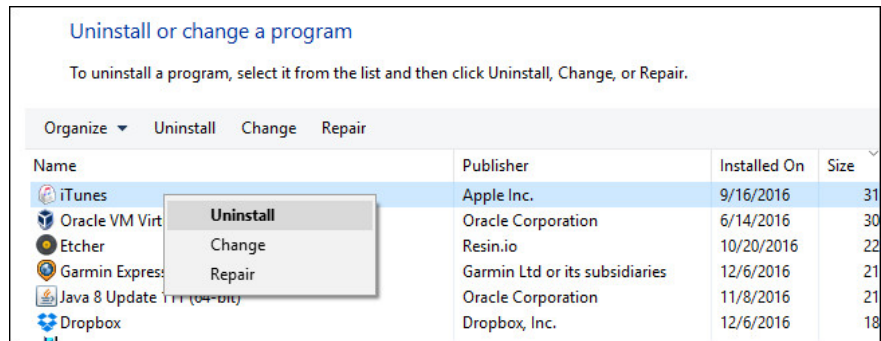 Uninstall or change a program
To uninstall a program, select it from the list and then click Uninstall, Change, or Repair.
Organize Uninstall Change Repair
Name Publisher Installed On Size
iTunes Apple Inc. 9/16/2016 31
Oracle VM Virt Oracle Corporation 6/14/2016 30
Uninstall
Etcher Resin.io 10/20/2016 22
Change
Garmin Express Garmin Ltd or its subsidiaries 12/6/2016 21
Repair
Java 8 Update 111 (64-bit) Oracle Corporation 11/8/2016 21
Dropbox Dropbox, Inc. 12/6/2016 18